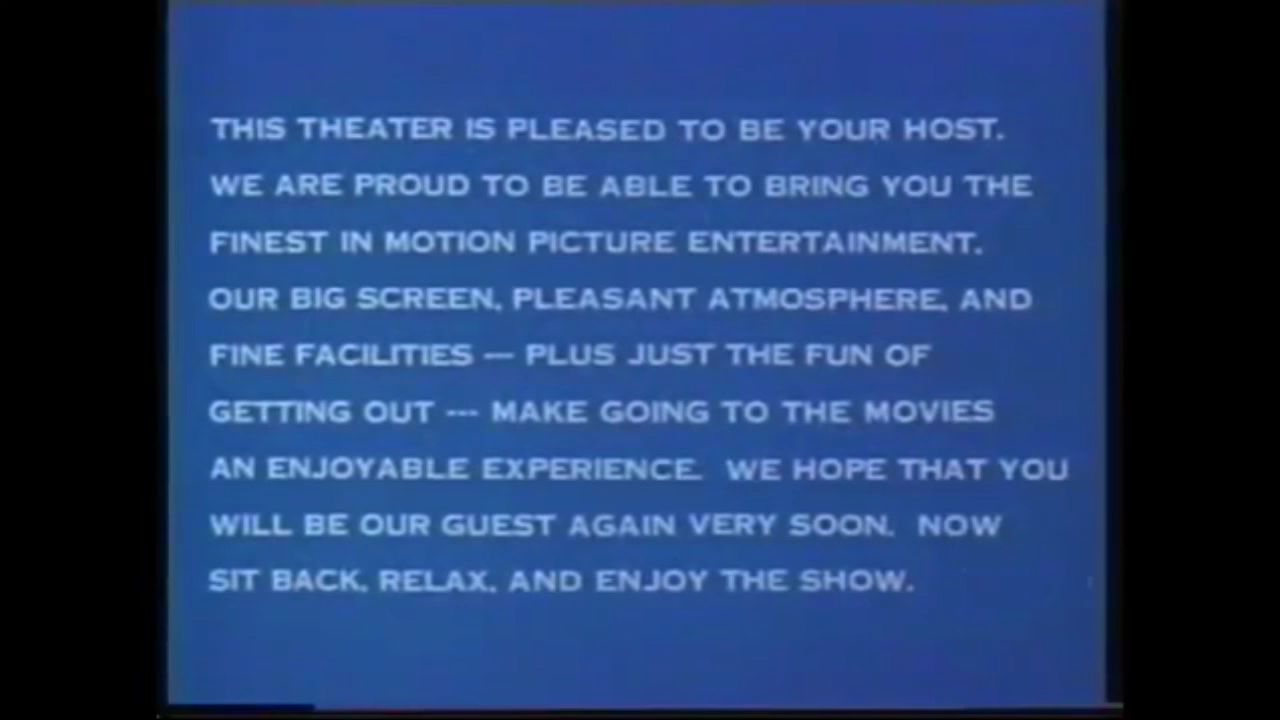 THIS THEATER IS PLEASED TO BE YOUR HOST.
WE ARE PROUD TO BE ABLE TO BRING YOU THE
FINEST IN MOTION PICTURE ENTERTAINMENT.
OUR BIG SCREEN, PLEASANT ATMOSPHERE, AND
FINE FACILITIES — PLUS JUST THE FUN OF
GETTING OUT --- MAKE GOING TO THE MOVIES
AN ENJOYABLE EXPERIENCE. WE HOPE THAT YOU
WILL BE OUR GUEST AGAIN VERY SOON. NOW
SIT BACK, RELAX, AND ENJOY THE SHOW.